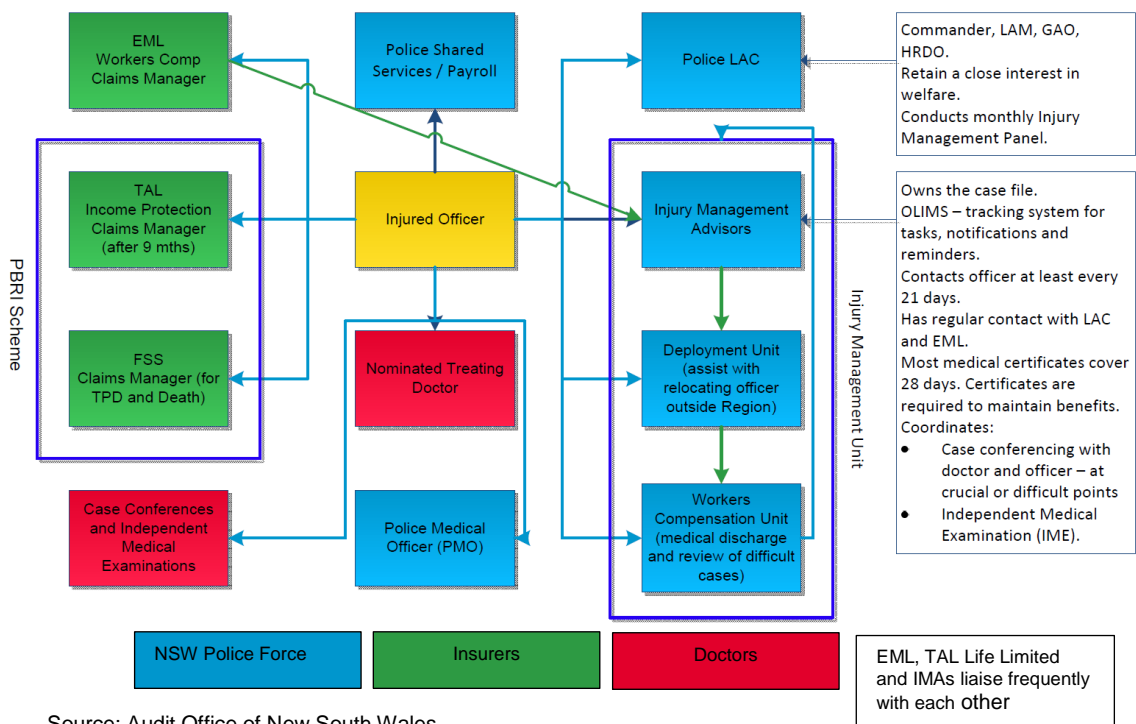 EML
Workers Comp
Claims Manager
Police Shared
Services / Payroll
Police LAC
Commander, LAM, GAO,
HRDO.
Retain a close interest in
welfare.
Conducts monthly Injury
Management Panel.
PBRI Scheme
TAL
Income Protection
Claims Manager
(after 9 mths)
Injured Officer
Injury Management
Advisors
Owns the case file.
OLIMS – tracking system for
tasks, notifications and
reminders.
Contacts officer at least every
21 days.
Has regular contact with LAC
and EML.
Most medical certificates cover
28 days. Certificates are
required to maintain benefits.
Coordinates:
● Case conferencing with
doctor and officer – at
crucial or difficult points
● Independent Medical
Examination (IME).
Injury Management Unit
FSS
Claims Manager (for
TPD and Death)
Nominated Treating
Doctor
Deployment Unit
(assist with
relocating officer
outside Region)
Case Conferences
and Independent
Medical
Examinations
Police Medical
Officer (PMO)
Workers
Compensation Unit
(medical discharge
and review of difficult
cases)
NSW Police Force
Insurers
Doctors
EML, TAL Life Limited
and IMAs liaise frequently
with each other
Source: Audit Office of New South Wales